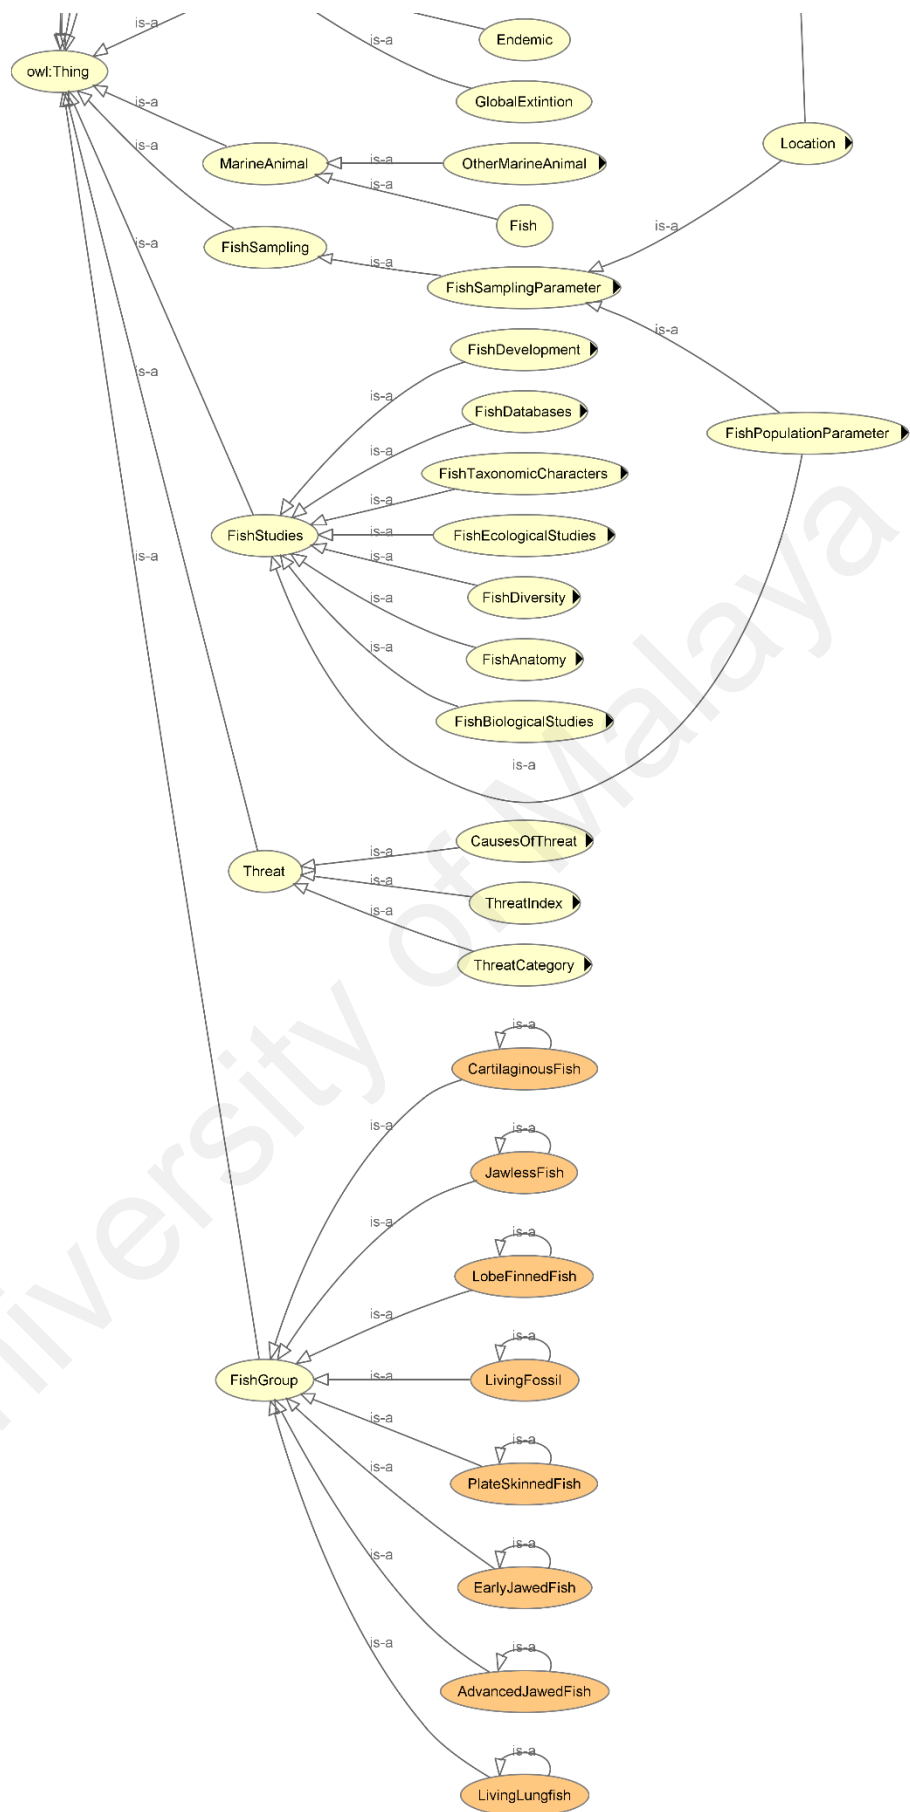 is-a
is-a
Endemic
owl:Thing
GlobalExtintion
is-a
is-a
MarineAnimal
is-a
OtherMarineAnimal
Location
is-a
Fish
is-a
FishSampling
is-a
is-a
FishSamplingParameter
is-a
FishDevelopment
is-a
is-a
FishDatabases
FishPopulationParameter
is-a
FishTaxonomicCharacters
is-a
FishStudies
is-a
FishEcologicalStudies
is-a
is-a
FishDiversity
is-a
FishAnatomy
is-a
FishBiologicalStudies
is-a
CausesOfThreat
is-a
Threat
is-a
ThreatIndex
is-a
ThreatCategory
is-a
CartilaginousFish
is-a
is-a
JawlessFish
is-a
is-a
LobeFinnedFish
is-a
is-a
FishGroup
is-a
LivingFossil
is-a
PlateSkinnedFish
is-a
is-a
EarlyJawedFish
is-a
is-a
AdvancedJawedFish
is-a
is-a
LivingLungfish
University of Malaya